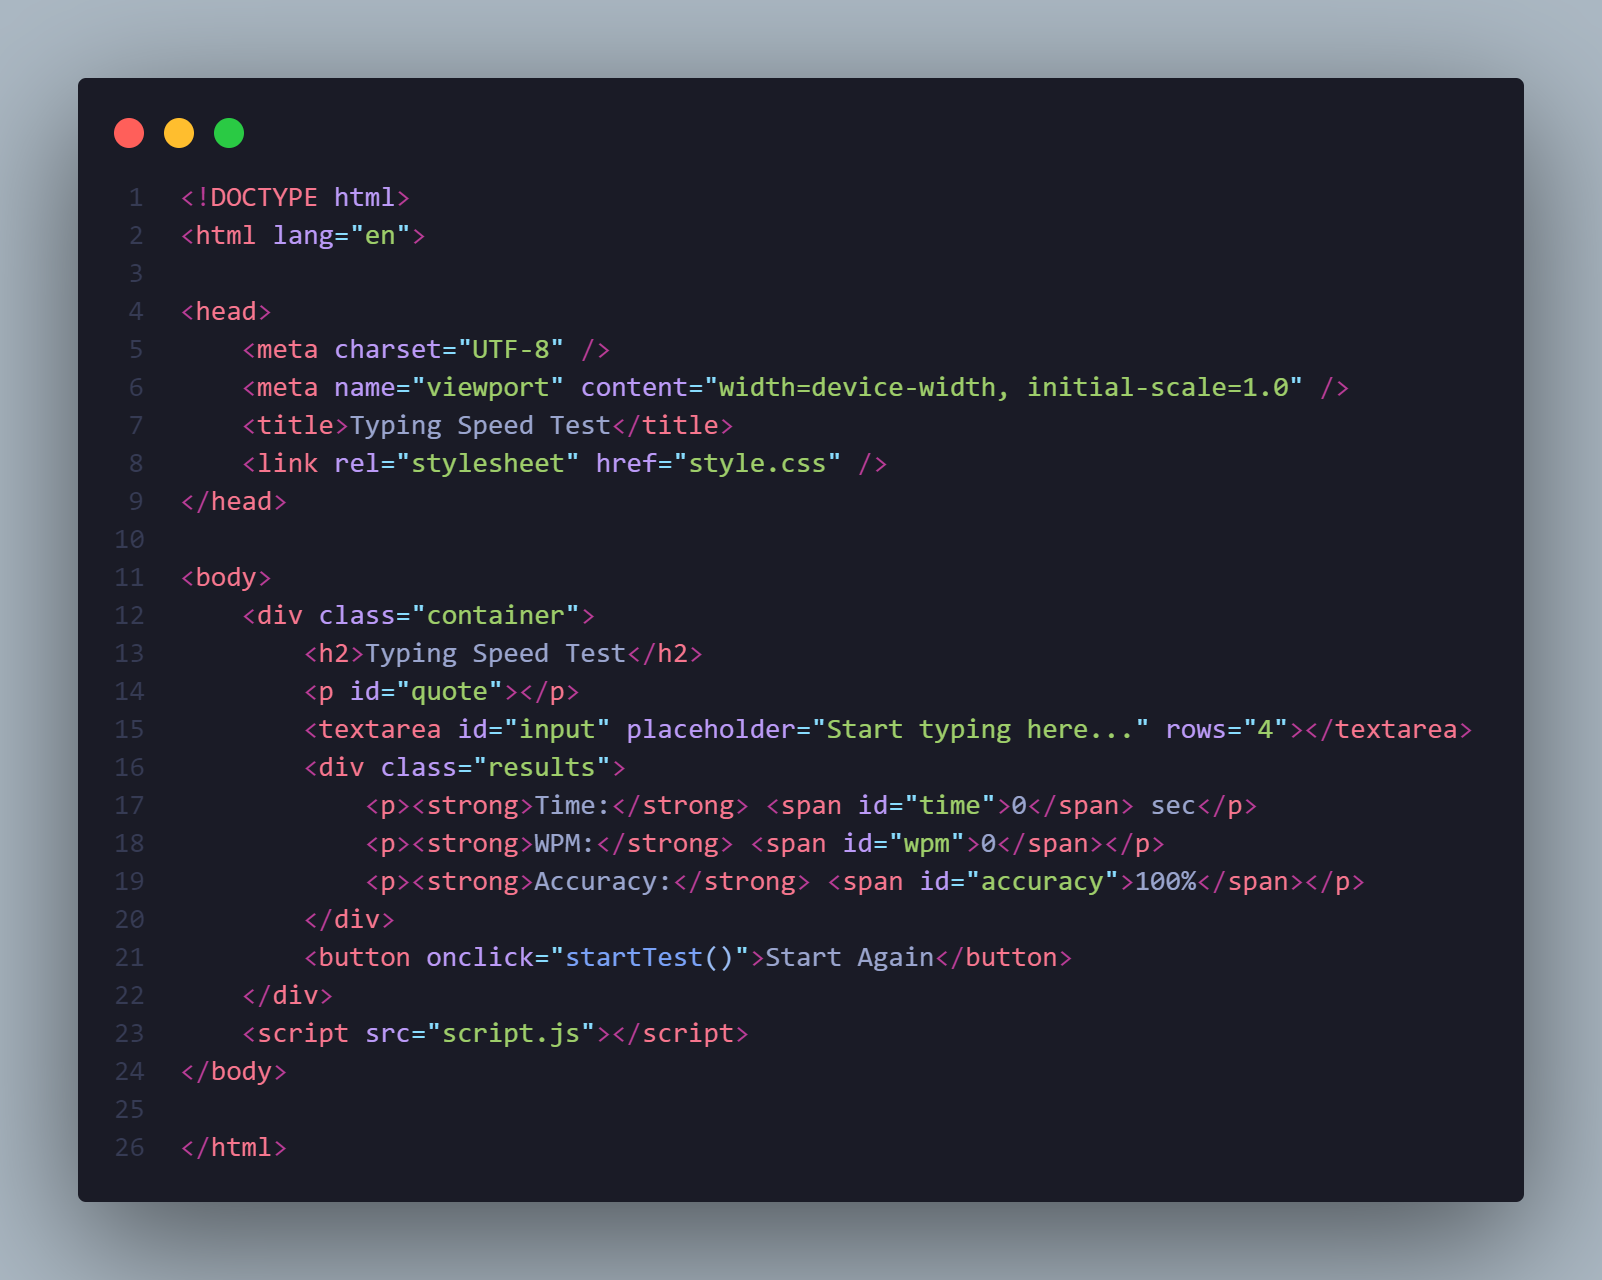 1 <!DOCTYPE html>
2 <html lang="en">
3
4 <head>
5     <meta charset="UTF-8" />
6     <meta name="viewport" content="width=device-width, initial-scale=1.0" />
7     <title>Typing Speed Test</title>
8     <link rel="stylesheet" href="style.css" />
9 </head>
10
11 <body>
12     <div class="container">
13         <h2>Typing Speed Test</h2>
14         <p id="quote"></p>
15         <textarea id="input" placeholder="Start typing here..." rows="4"></textarea>
16         <div class="results">
17             <p><strong>Time:</strong> <span id="time">0</span> sec</p>
18             <p><strong>WPM:</strong> <span id="wpm">0</span></p>
19             <p><strong>Accuracy:</strong> <span id="accuracy">100%</span></p>
20         </div>
21         <button onclick="startTest()">Start Again</button>
22     </div>
23     <script src="script.js"></script>
24 </body>
25
26 </html>